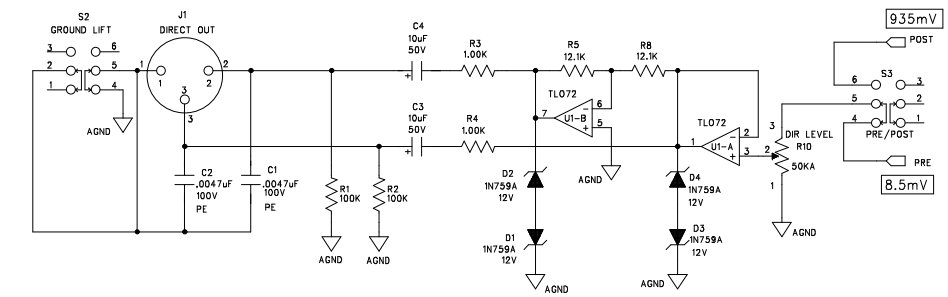 S2
GROUND LIFT
3
6
2
5
1
4
AGND
J1
DIRECT OUT
1
2
2
3
3
C2
.0047uF
100V
PE
C1
.0047uF
100V
PE
R1
100K
R2
100K
AGND
AGND
C4
10uF
50V
+
C3
10uF
50V
+
R3
1.00K
R4
1.00K
R5
12.1K
R8
12.1K
TL072
7
U1-B
-
+
6
5
AGND
D2
1N759A
12V
D1
1N759A
12V
AGND
D4
1N759A
12V
D3
1N759A
12V
AGND
TL072
1
U1-A
-
+
2
3
DIR LEVEL
R10
50KA
3
2
1
AGND
935mV
POST
S3
6
3
5
2
4
1
PRE/POST
PRE
8.5mV